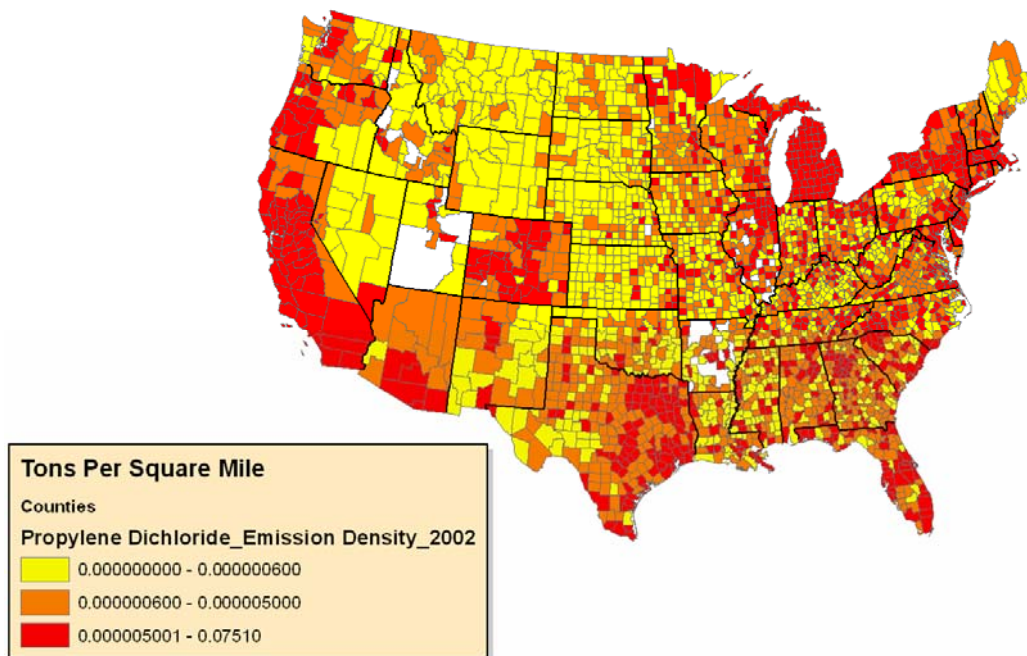 Tons Per Square Mile
Counties
Propylene Dichloride_Emission Density_2002
0.000000000 - 0.000000600
0.000000600 - 0.000005000
0.000005001 - 0.07510